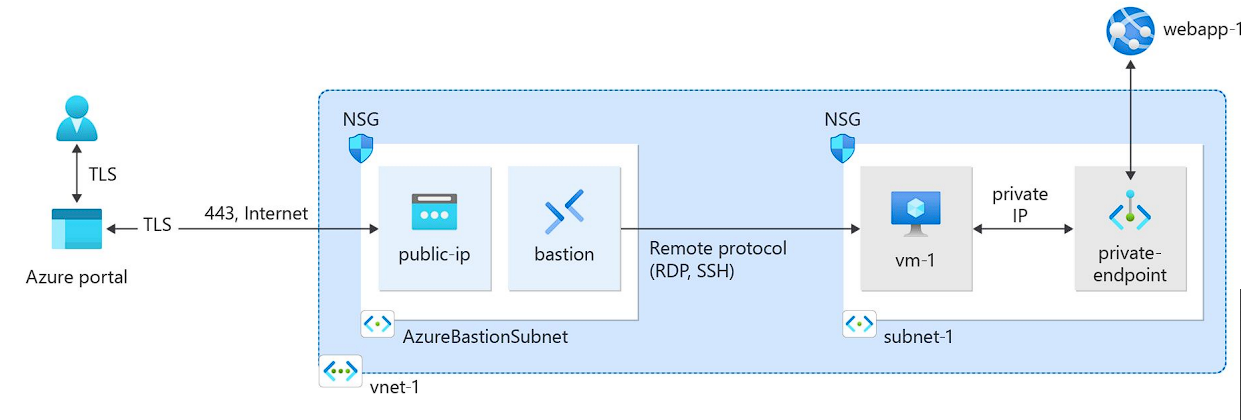 webapp-1
NSG
NSG
TLS
443, Internet
TLS
private
IP
public-ip
bastion
Remote protocol
(RDP, SSH)
vm-1
private-
endpoint
Azure portal
AzureBastionSubnet
subnet-1
vnet-1